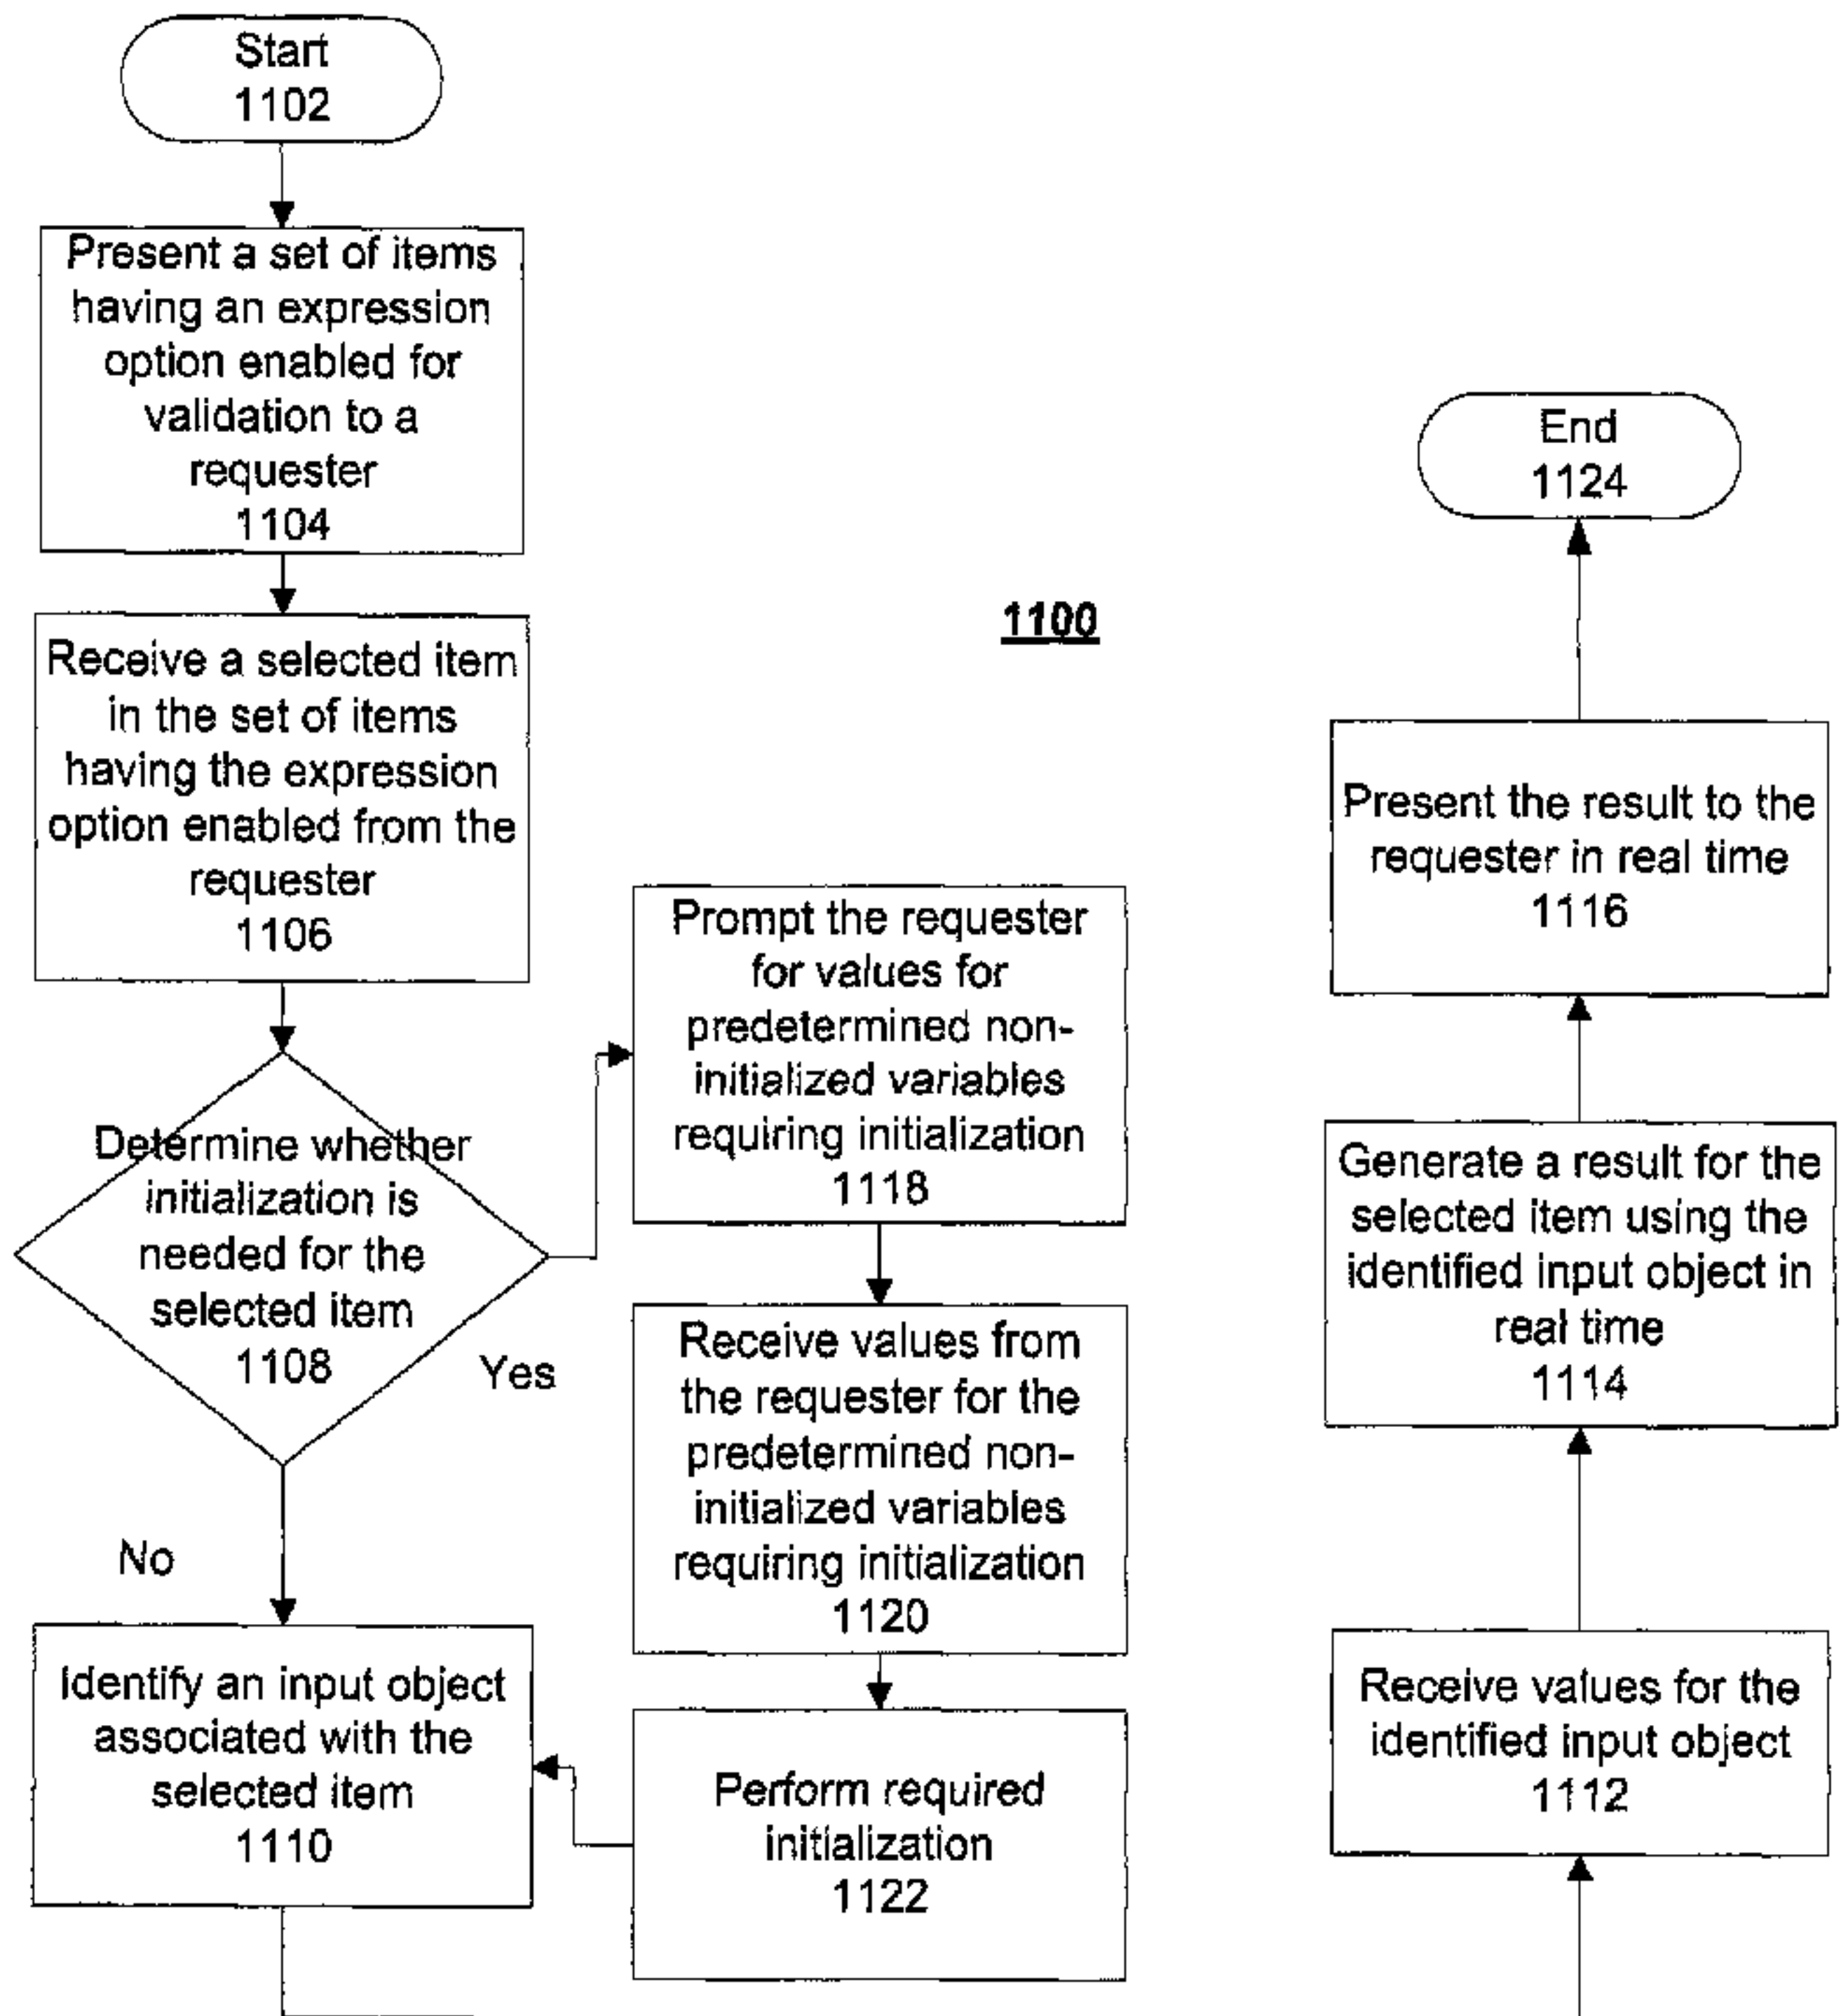 Start
1102
Present a set of items
having an expression
option enabled for
validation to a
requester
1104
Receive a selected item
in the set of items
having the expression
option enabled from the
requester
1106
Determine whether
initialization is
needed for the
selected item
1108
Yes
No
Identify an input object
associated with the
selected item
1110
Prompt the requester
for values for
predetermined non-
initialized variables
requiring initialization
1118
Receive values from
the requester for the
predetermined non-
initialized variables
requiring initialization
1120
Perform required
initialization
1122
1100
End
1124
Present the result to the
requester in real time
1116
Generate a result for the
selected item using the
identified input object in
real time
1114
Receive values for the
identified input object
1112